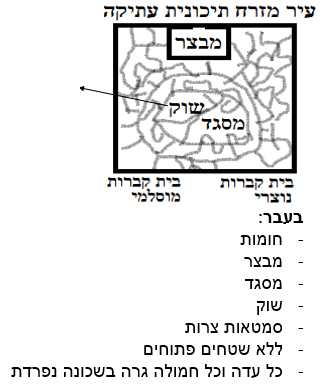 עיר מזרח תיכונית עתיקה
מבצר
שוק
מסגד
בית קברות נוצרי
בית קברות מוסלמי
בעבר:
- חומות
- מבצר
- מסגד
- שוק
- סמטאות צרות
- ללא שטחים פתוחים
- כל עדה וכל חמולה גרה בשכונה נפרדת